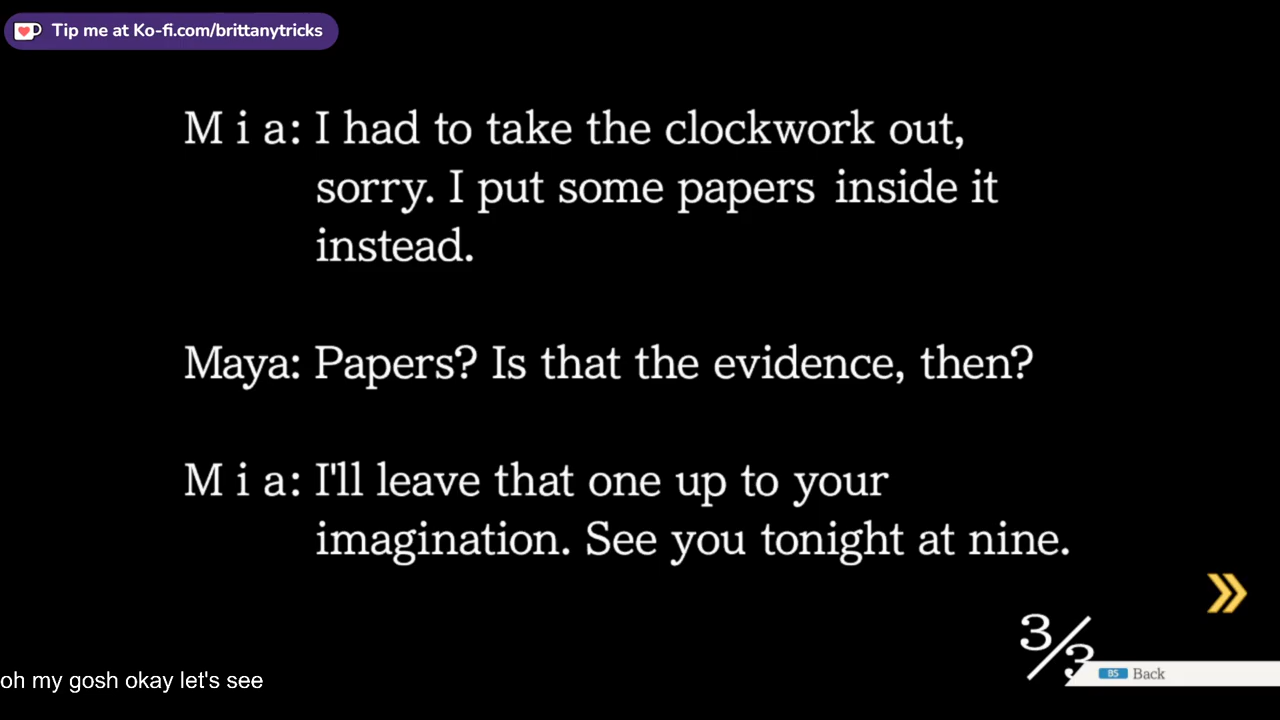 Tip me at Ko-fi.com/brittanytricks
M i a: I had to take the clockwork out,
sorry. I put some papers inside it
instead.
Maya: Papers? Is that the evidence, then?
M i a: I'll leave that one up to your
imagination. See you tonight at nine.
3/3
B5 Back
oh my gosh okay let's see